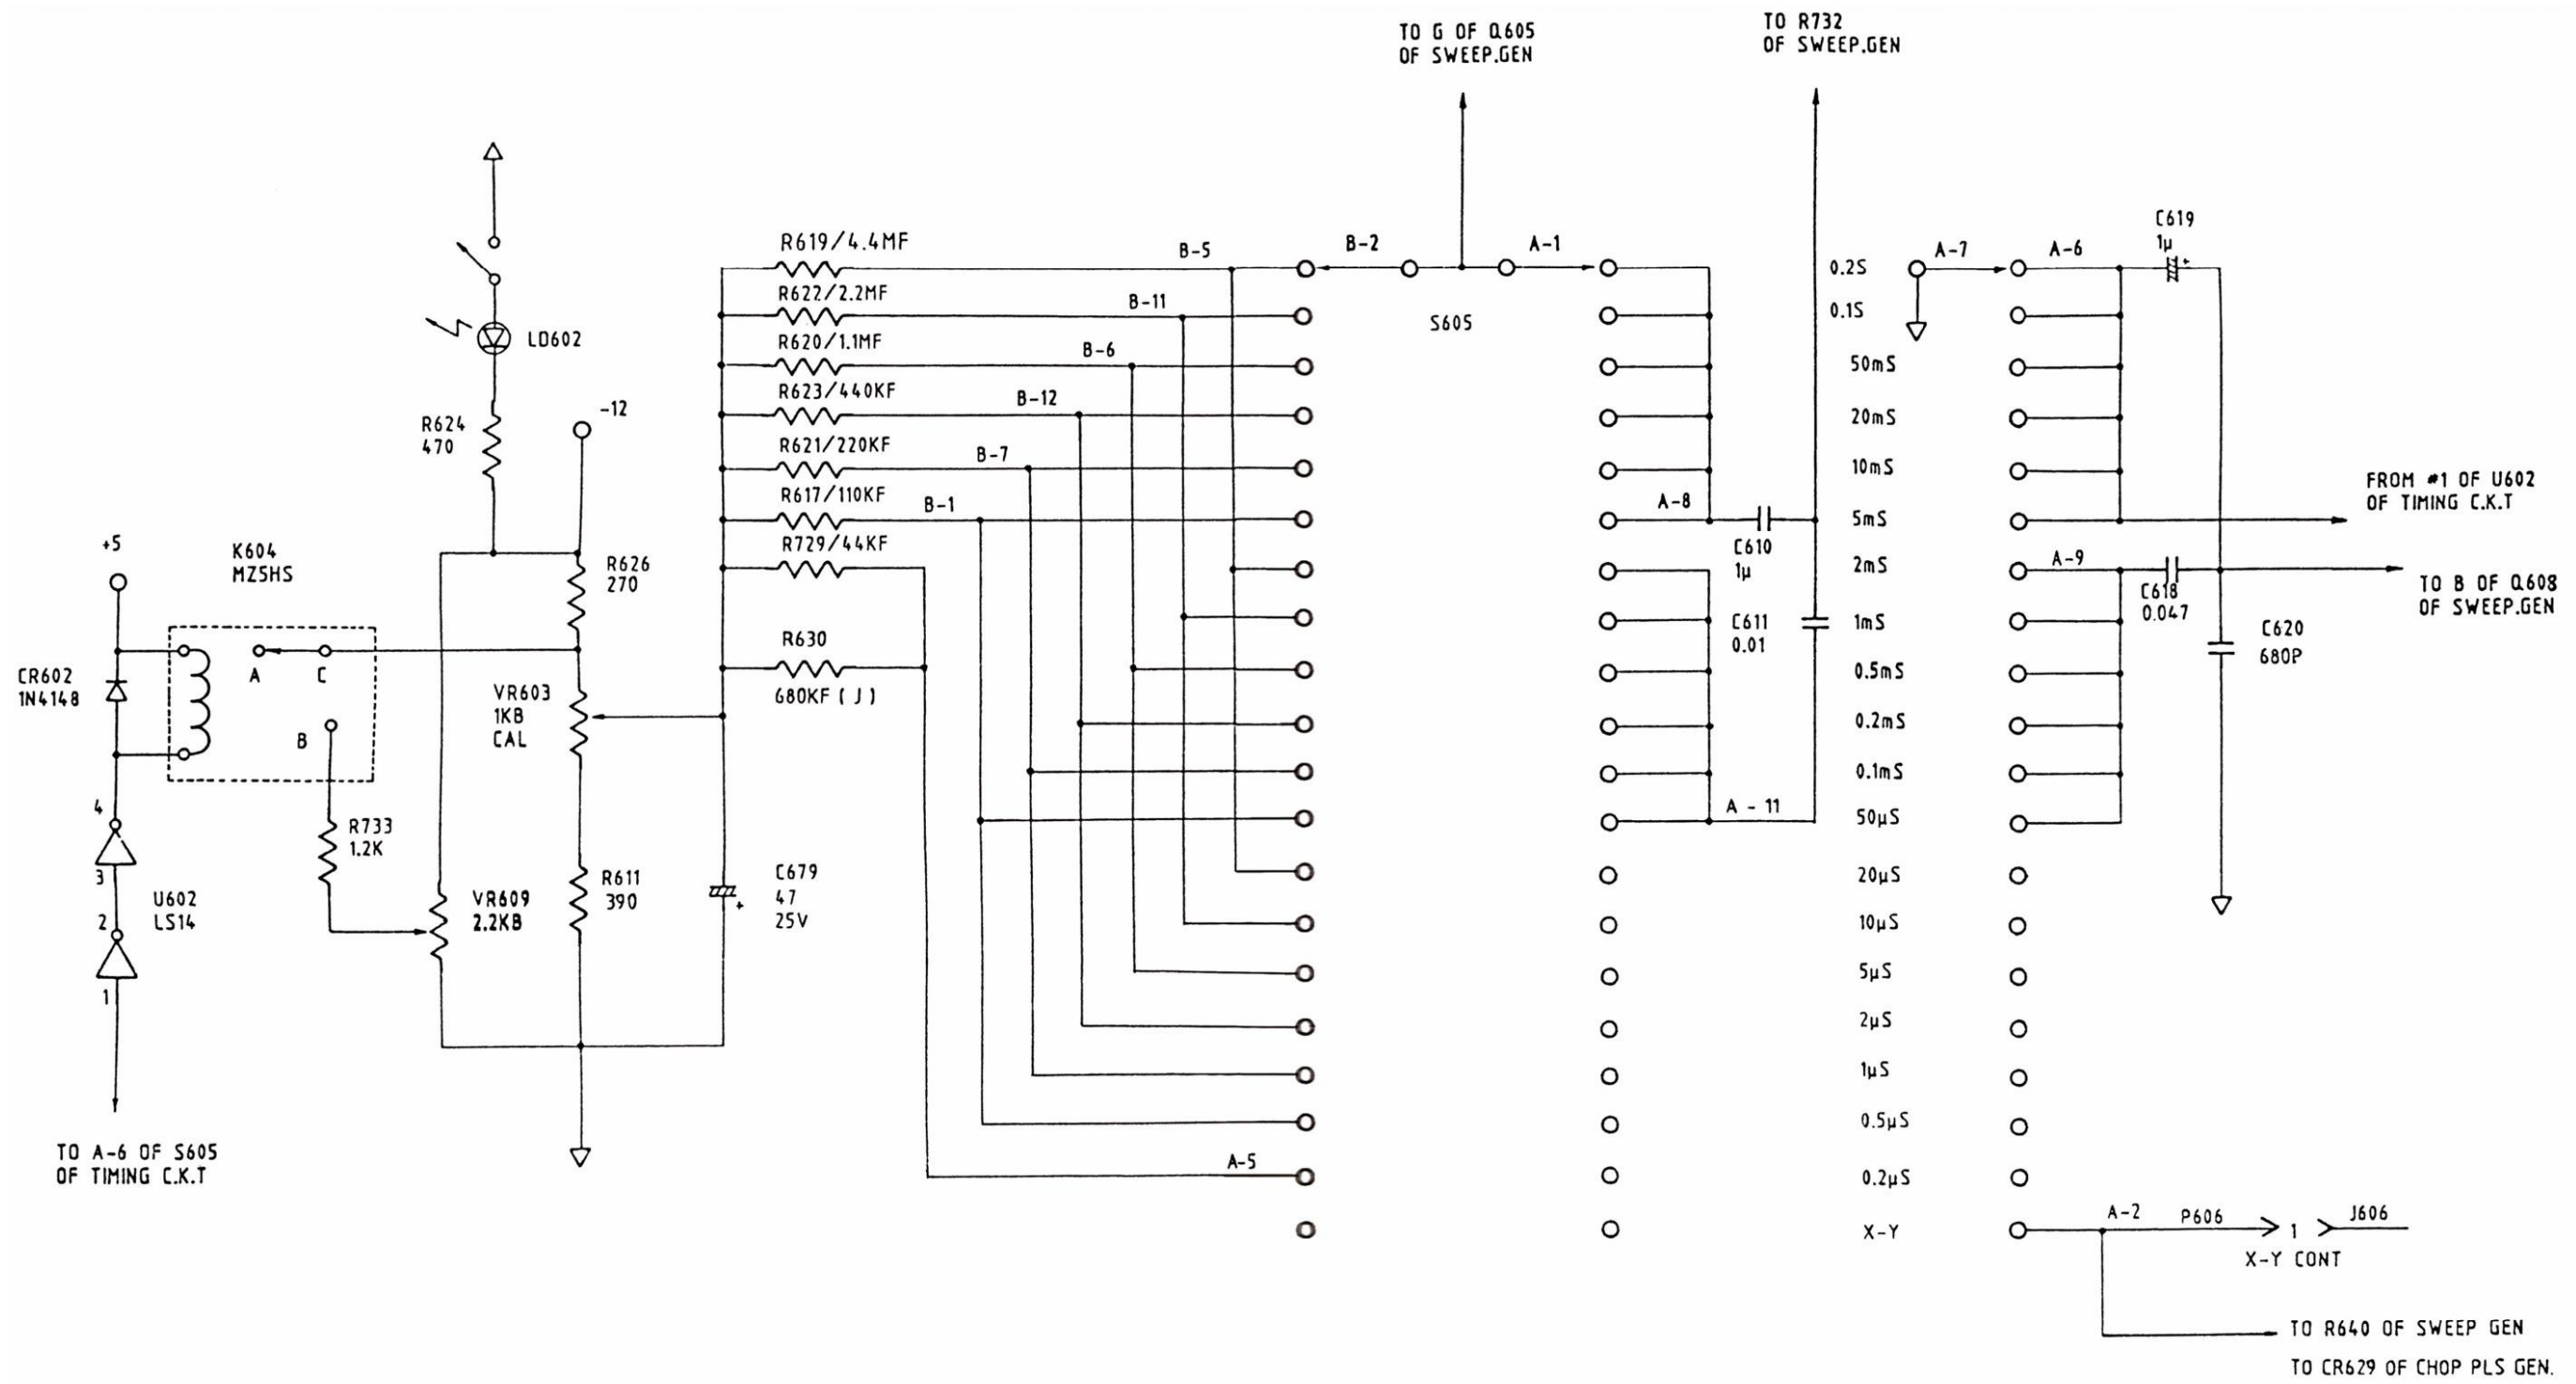 TO G OF Q605
OF SWEEP.GEN
TO R732
OF SWEEP.GEN
R619/4.4MF
B-5
B-2
A-1
0.2S
A-7
A-6
C619
1µ
+
R622/2.2MF
B-11
S605
0.1S
LD602
R620/1.1MF
B-6
50mS
-12
R623/440KF
B-12
20mS
R624
470
R621/220KF
B-7
10mS
FROM #1 OF U602
OF TIMING C.K.T
R617/110KF
B-1
A-8
5mS
+5
K604
MZ5HS
R626
270
R729/44KF
C610
1µ
2mS
A-9
C618
0.047
TO B OF Q608
OF SWEEP.GEN
CR602
1N4148
A
C
B
R630
680KF (J)
C611
0.01
1mS
C620
680P
VR603
1KB
CAL
0.5mS
0.2mS
0.1mS
A - 11
50µS
4
3
2
1
U602
LS14
R733
1.2K
VR609
2.2KB
R611
390
C679
47
25V
+
20µS
10µS
5µS
2µS
1µS
0.5µS
TO A-6 OF S605
OF TIMING C.K.T
A-5
0.2µS
X-Y
A-2
P606
1
J606
X-Y CONT
TO R640 OF SWEEP GEN
TO CR629 OF CHOP PLS GEN.